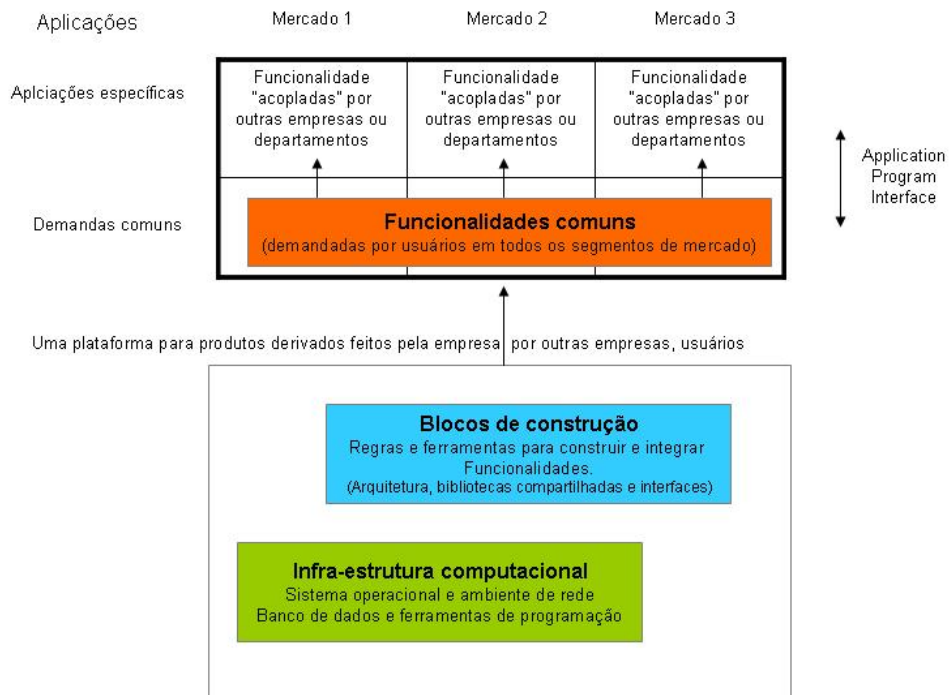 Aplicações
Mercado 1
Mercado 2
Mercado 3
Aplciações específicas
Funcionalidade
"acopladas" por
outras empresas ou
departamentos
Funcionalidade
"acopladas" por
outras empresas ou
departamentos
Funcionalidade
"acopladas" por
outras empresas ou
departamentos
Application
Program
Interface
Demandas comuns
Funcionalidades comuns
(demandadas por usuários em todos os segmentos de mercado)
Uma plataforma para produtos derivados feitos pela empresa por outras empresas, usuários
Blocos de construção
Regras e ferramentas para construir e integrar
Funcionalidades.
(Arquitetura, bibliotecas compartilhadas e interfaces)
Infra-estrutura computacional
Sistema operacional e ambiente de rede
Banco de dados e ferramentas de programação